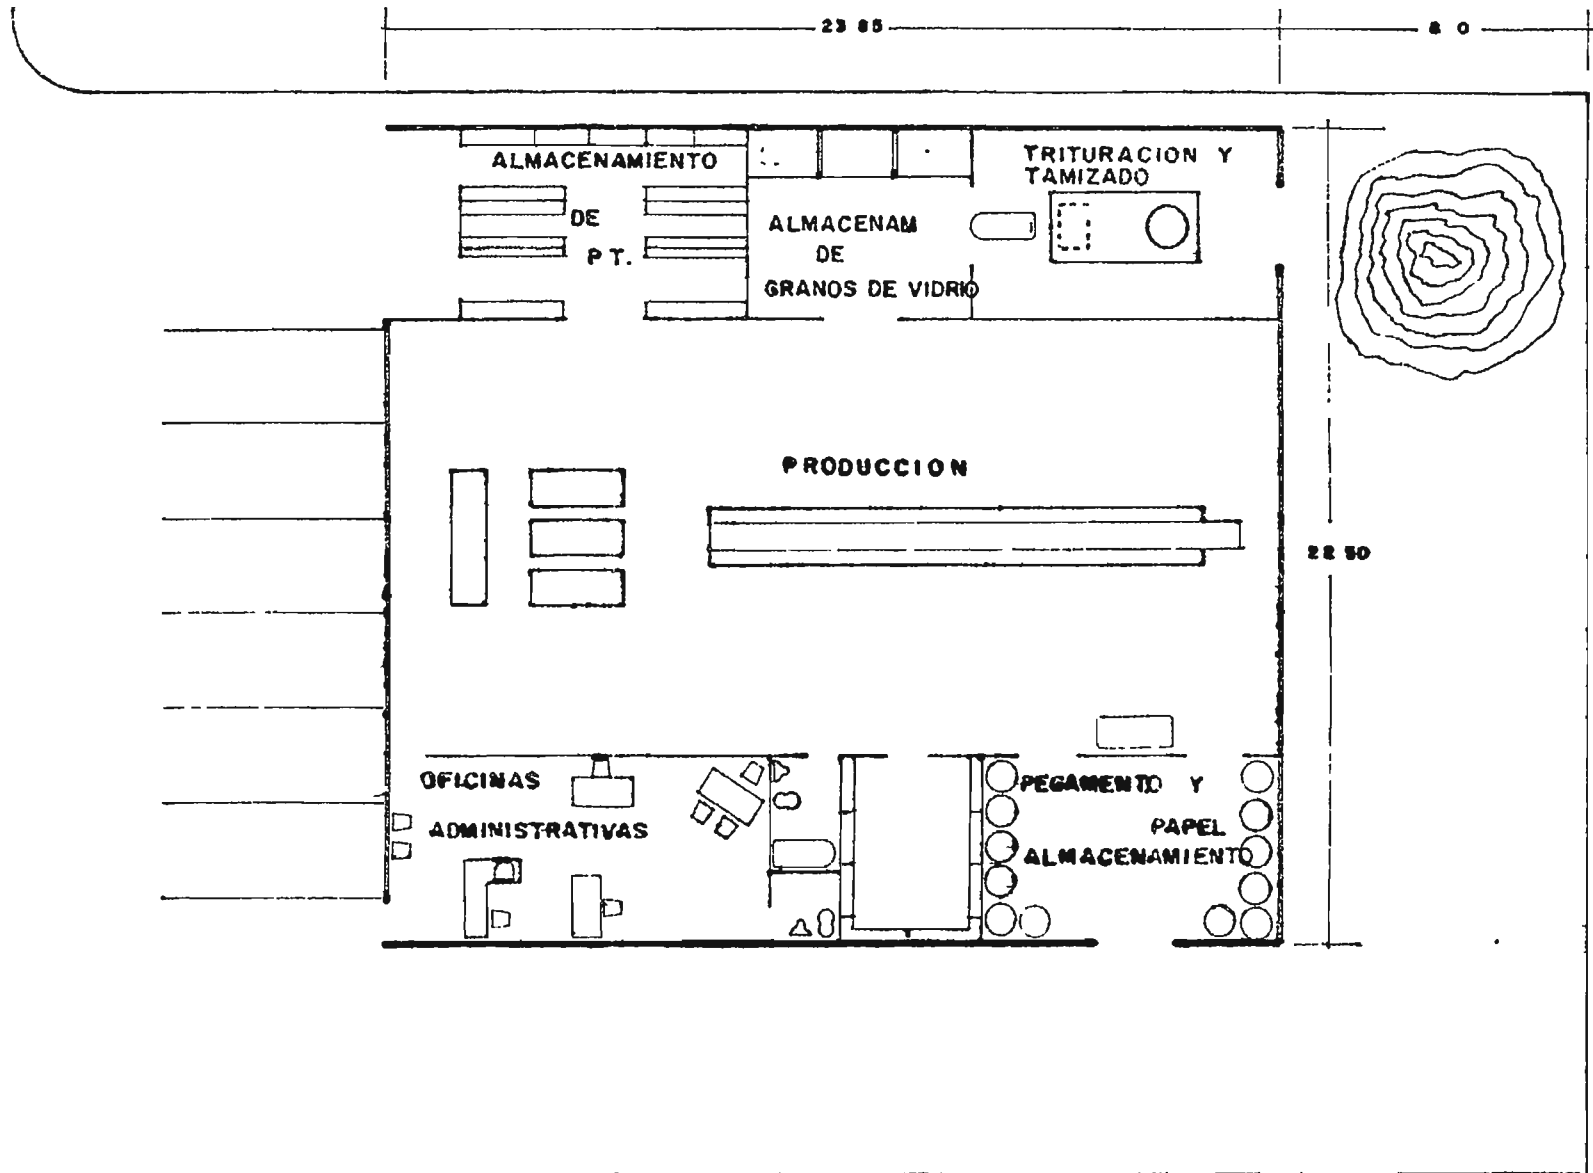 23 85
8 0
ALMACENAMIENTO
DE
PT.
ALMACENAM
DE
GRANOS DE VIDRIO
TRITURACION Y
TAMIZADO
PRODUCCION
22 50
OFICINAS
ADMINISTRATIVAS
PEGAMENTO Y
PAPEL
ALMACENAMIENTO